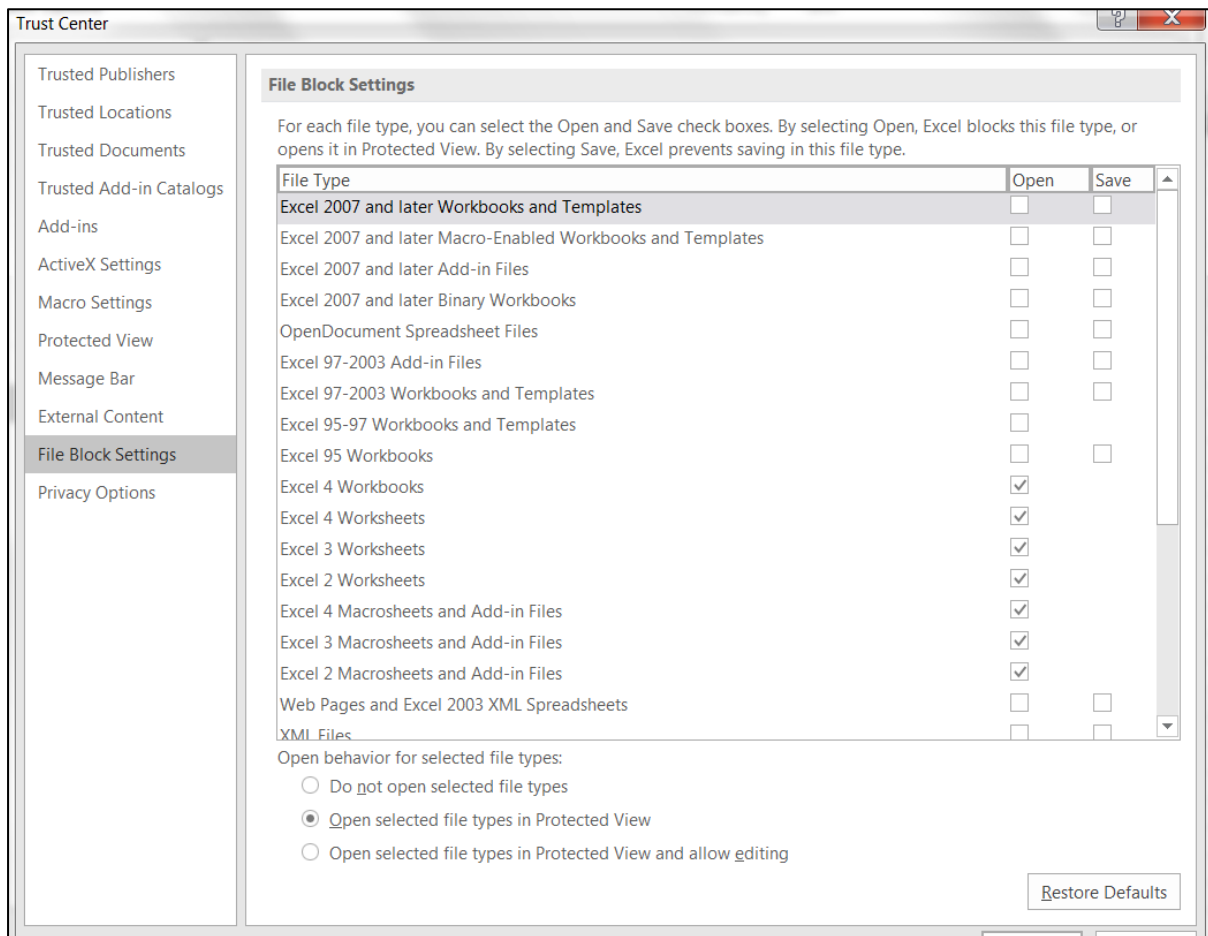 Trust Center
Trusted Publishers
Trusted Locations
Trusted Documents
Trusted Add-in Catalogs
Add-ins
ActiveX Settings
Macro Settings
Protected View
Message Bar
External Content
File Block Settings
Privacy Options
File Block Settings
For each file type, you can select the Open and Save check boxes. By selecting Open, Excel blocks this file type, or
opens it in Protected View. By selecting Save, Excel prevents saving in this file type.
File Type Open Save
Excel 2007 and later Workbooks and Templates
Excel 2007 and later Macro-Enabled Workbooks and Templates
Excel 2007 and later Add-in Files
Excel 2007 and later Binary Workbooks
OpenDocument Spreadsheet Files
Excel 97-2003 Add-in Files
Excel 97-2003 Workbooks and Templates
Excel 95-97 Workbooks and Templates
Excel 95 Workbooks
Excel 4 Workbooks
Excel 4 Worksheets
Excel 3 Worksheets
Excel 2 Worksheets
Excel 4 Macrosheets and Add-in Files
Excel 3 Macrosheets and Add-in Files
Excel 2 Macrosheets and Add-in Files
Web Pages and Excel 2003 XML Spreadsheets
XML Files
Open behavior for selected file types:
Do not open selected file types
Open selected file types in Protected View
Open selected file types in Protected View and allow editing
Restore Defaults